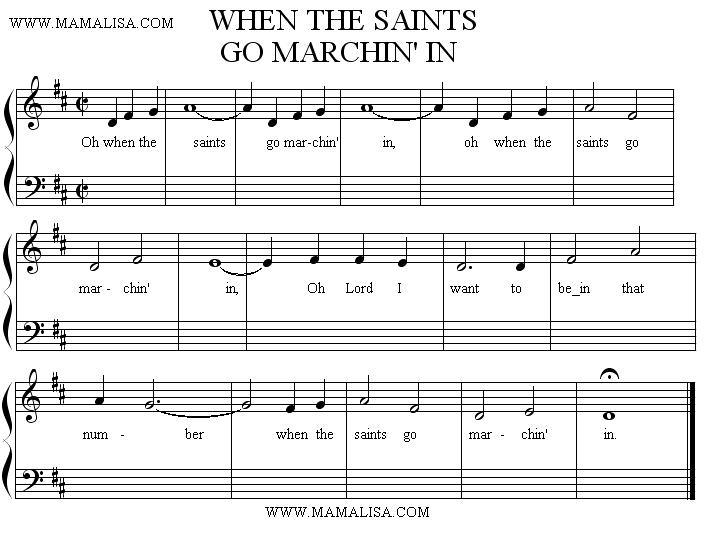 WWW.MAMALISA.COM
WHEN THE SAINTS
GO MARCHIN' IN
Oh when the saints go mar-chin' in, oh when the saints go
mar - chin' in, Oh Lord I want to be_in that
num - ber when the saints go mar - chin' in.
WWW.MAMALISA.COM